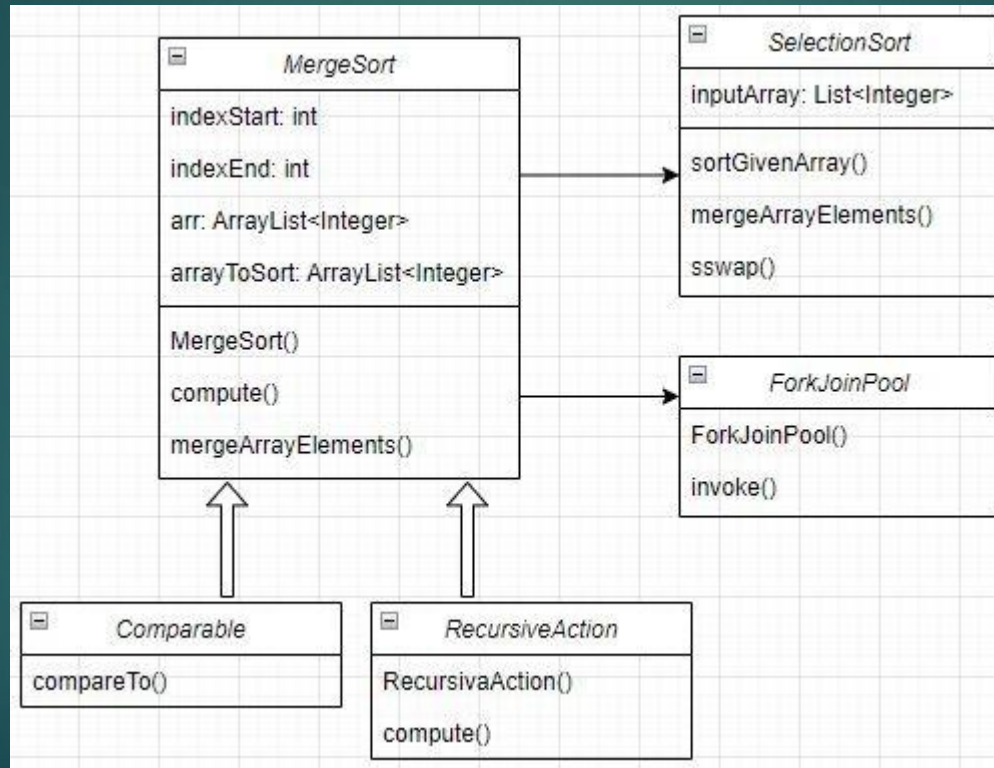 MergeSort
indexStart: int
indexEnd: int
arr: ArrayList<Integer>
arrayToSort: ArrayList<Integer>
MergeSort()
compute()
mergeArrayElements()
SelectionSort
inputArray: List<Integer>
sortGivenArray()
mergeArrayElements()
sswap()
ForkJoinPool
ForkJoinPool()
invoke()
Comparable
compareTo()
RecursiveAction
RecursivaAction()
compute()